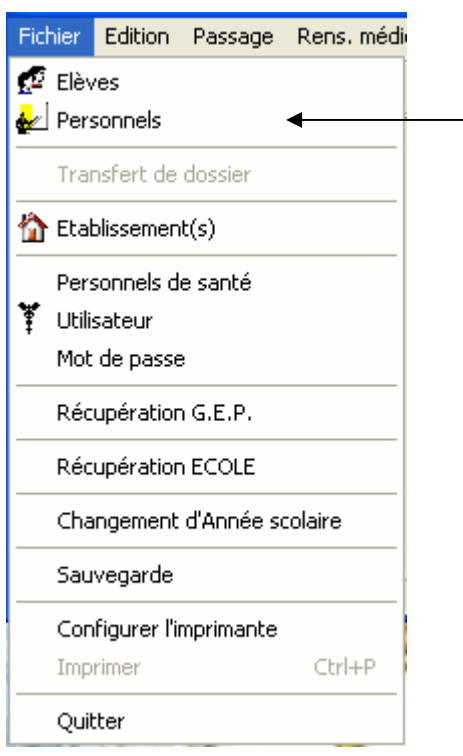 Fichier Edition Passage Rens. médi
Elèves
Personnels
Transfert de dossier
Etablissement(s)
Personnels de santé
Utilisateur
Mot de passe
Récupération G.E.P.
Récupération ECOLE
Changement d'Année scolaire
Sauvegarde
Configurer l'imprimante
Imprimer Ctrl+P
Quitter